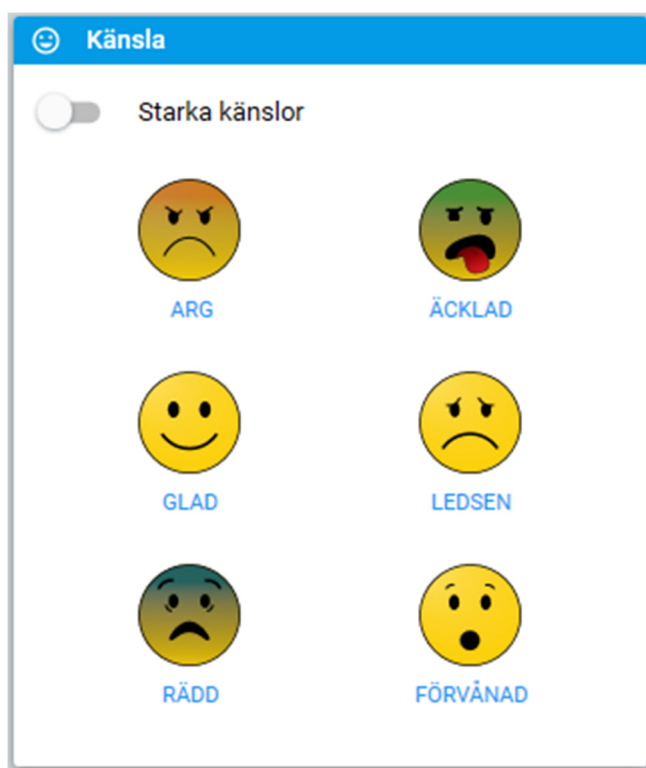 Känsla
Starka känslor
ARG ÄCKLAD
GLAD LEDSEN
RÄDD FÖRVÅNAD